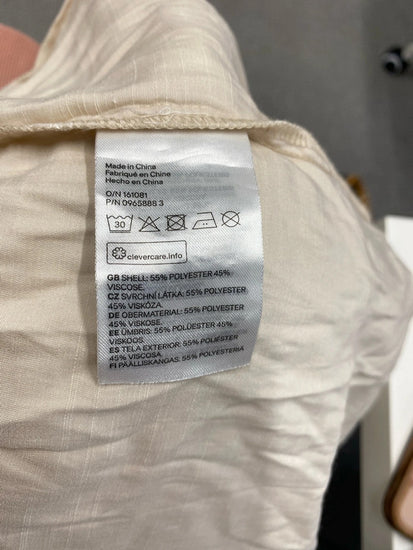 Made in China
Fabriqué en Chine
Hecho en China
O/N 161081
P/N 0965888 3
30
clevercare.info
GB SHELL: 55% POLYESTER 45%
VISCOSE.
CZ SVRCHNÍ LÁTKA: 55% POLYESTER
45% VISKÓZA.
DE OBERMATERIAL: 55% POLYESTER
45% VISKOSE.
EE ÜMBRIS: 55% POLÜESTER 45%
VISKOOS.
ES TELA EXTERIOR: 55% POLIÉSTER
45% VISCOSA.
FI PÄÄLLISKANGAS: 55% POLYESTERIA